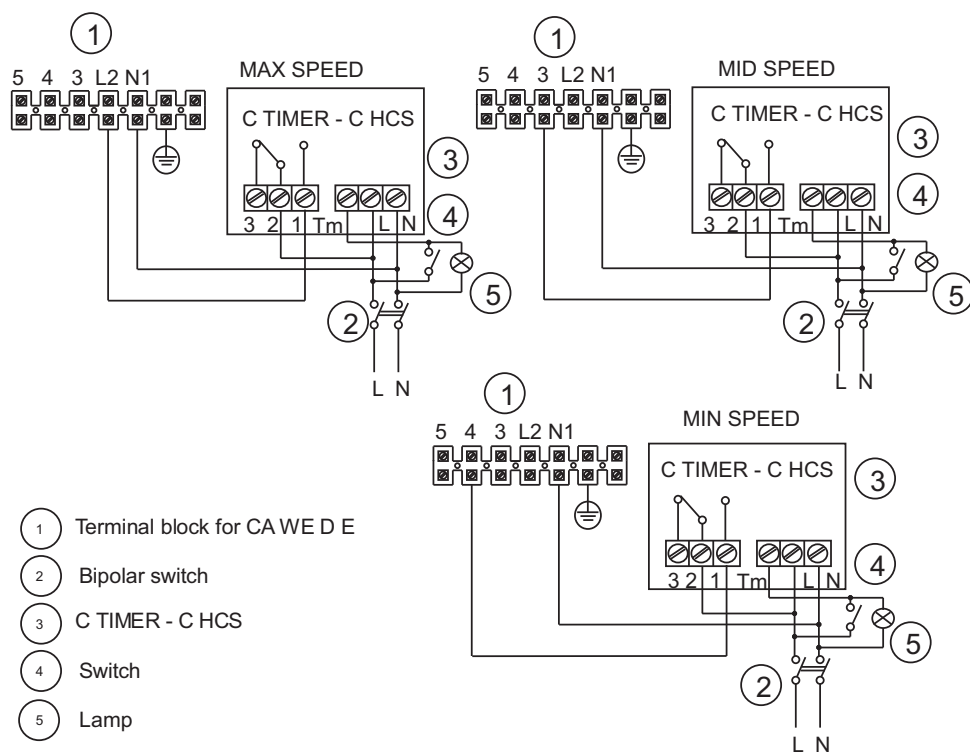 1
5 4 3 L2 N1
MAX SPEED
C TIMER - C HCS
3
4
3 2 1 Tm L N
5
2
L N
1
5 4 3 L2 N1
MID SPEED
C TIMER - C HCS
3
4
3 2 1 Tm L N
5
2
L N
1
5 4 3 L2 N1
MIN SPEED
C TIMER - C HCS
3
4
3 2 1 Tm L N
5
2
L N
1 Terminal block for CA WE D E
2 Bipolar switch
3 C TIMER - C HCS
4 Switch
5 Lamp